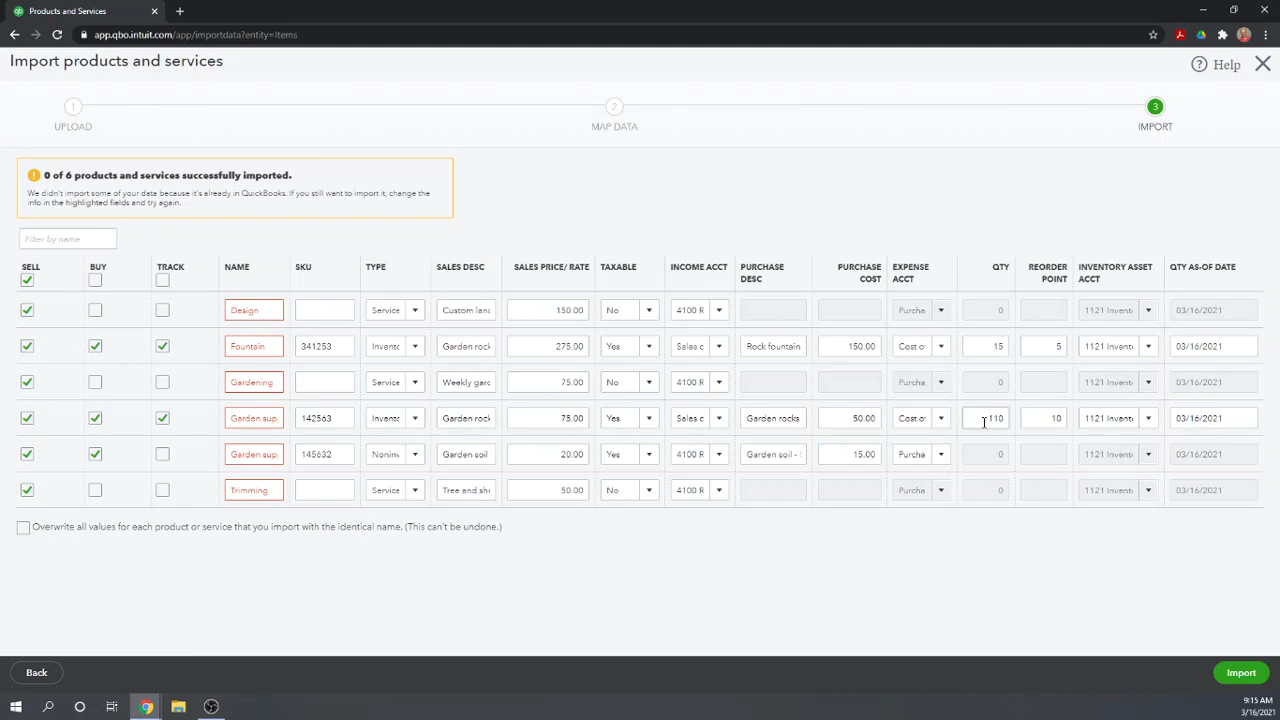 Products and Services
app.qbo.intuit.com/app/importdata?entity=Items
Import products and services
? Help
1 2 3
UPLOAD MAP DATA IMPORT
0 of 6 products and services successfully imported.
We didn't import some of your data because it's already in QuickBooks. If you still want to import it, change the
info in the highlighted fields and try again.
Filter by name
SELL BUY TRACK NAME SKU TYPE SALES DESC SALES PRICE/ RATE TAXABLE INCOME ACCT PURCHASE DESC PURCHASE COST EXPENSE ACCT QTY REORDER POINT INVENTORY ASSET ACCT QTY AS-OF DATE
Design Service Custom land 150.00 No 4100 R Purcha 0 1121 Invent 03/16/2021
Fountain 341253 Invento Garden rock 275.00 Yes Sales o Rock fountain 150.00 Cost of 15 5 1121 Invent 03/16/2021
Gardening Service Weekly gard 75.00 No 4100 R Purcha 0 1121 Invent 03/16/2021
Garden sup 142563 Invento Garden rock 75.00 Yes Sales o Garden rocks 50.00 Cost of 110 10 1121 Invent 03/16/2021
Garden sup 145632 Noninv Garden soil 20.00 Yes 4100 R Garden soil - 15.00 Purcha 0 1121 Invent 03/16/2021
Trimming Service Tree and shr 50.00 No 4100 R Purcha 0 1121 Invent 03/16/2021
Overwrite all values for each product or service that you import with the identical name. (This can't be undone.)
Back Import
9:15 AM
3/16/2021